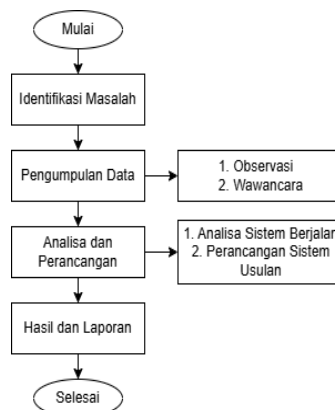 Mulai
Identifikasi Masalah
Pengumpulan Data
1. Observasi
2. Wawancara
Analisa dan
Perancangan
1. Analisa Sistem Berjalan
2. Perancangan Sistem
Usulan
Hasil dan Laporan
Selesai